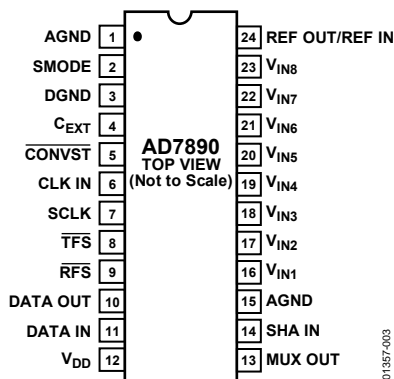 AGND 1 24 REF OUT/REF IN
SMODE 2 23 VIN8
DGND 3 22 VIN7
CEXT 4 21 VIN6
CONVST 5 AD7890 20 VIN5
CLK IN 6 TOP VIEW 19 VIN4
SCLK 7 (Not to Scale) 18 VIN3
TFS 8 17 VIN2
RFS 9 16 VIN1
DATA OUT 10 15 AGND
DATA IN 11 14 SHA IN
VDD 12 13 MUX OUT
01357-003